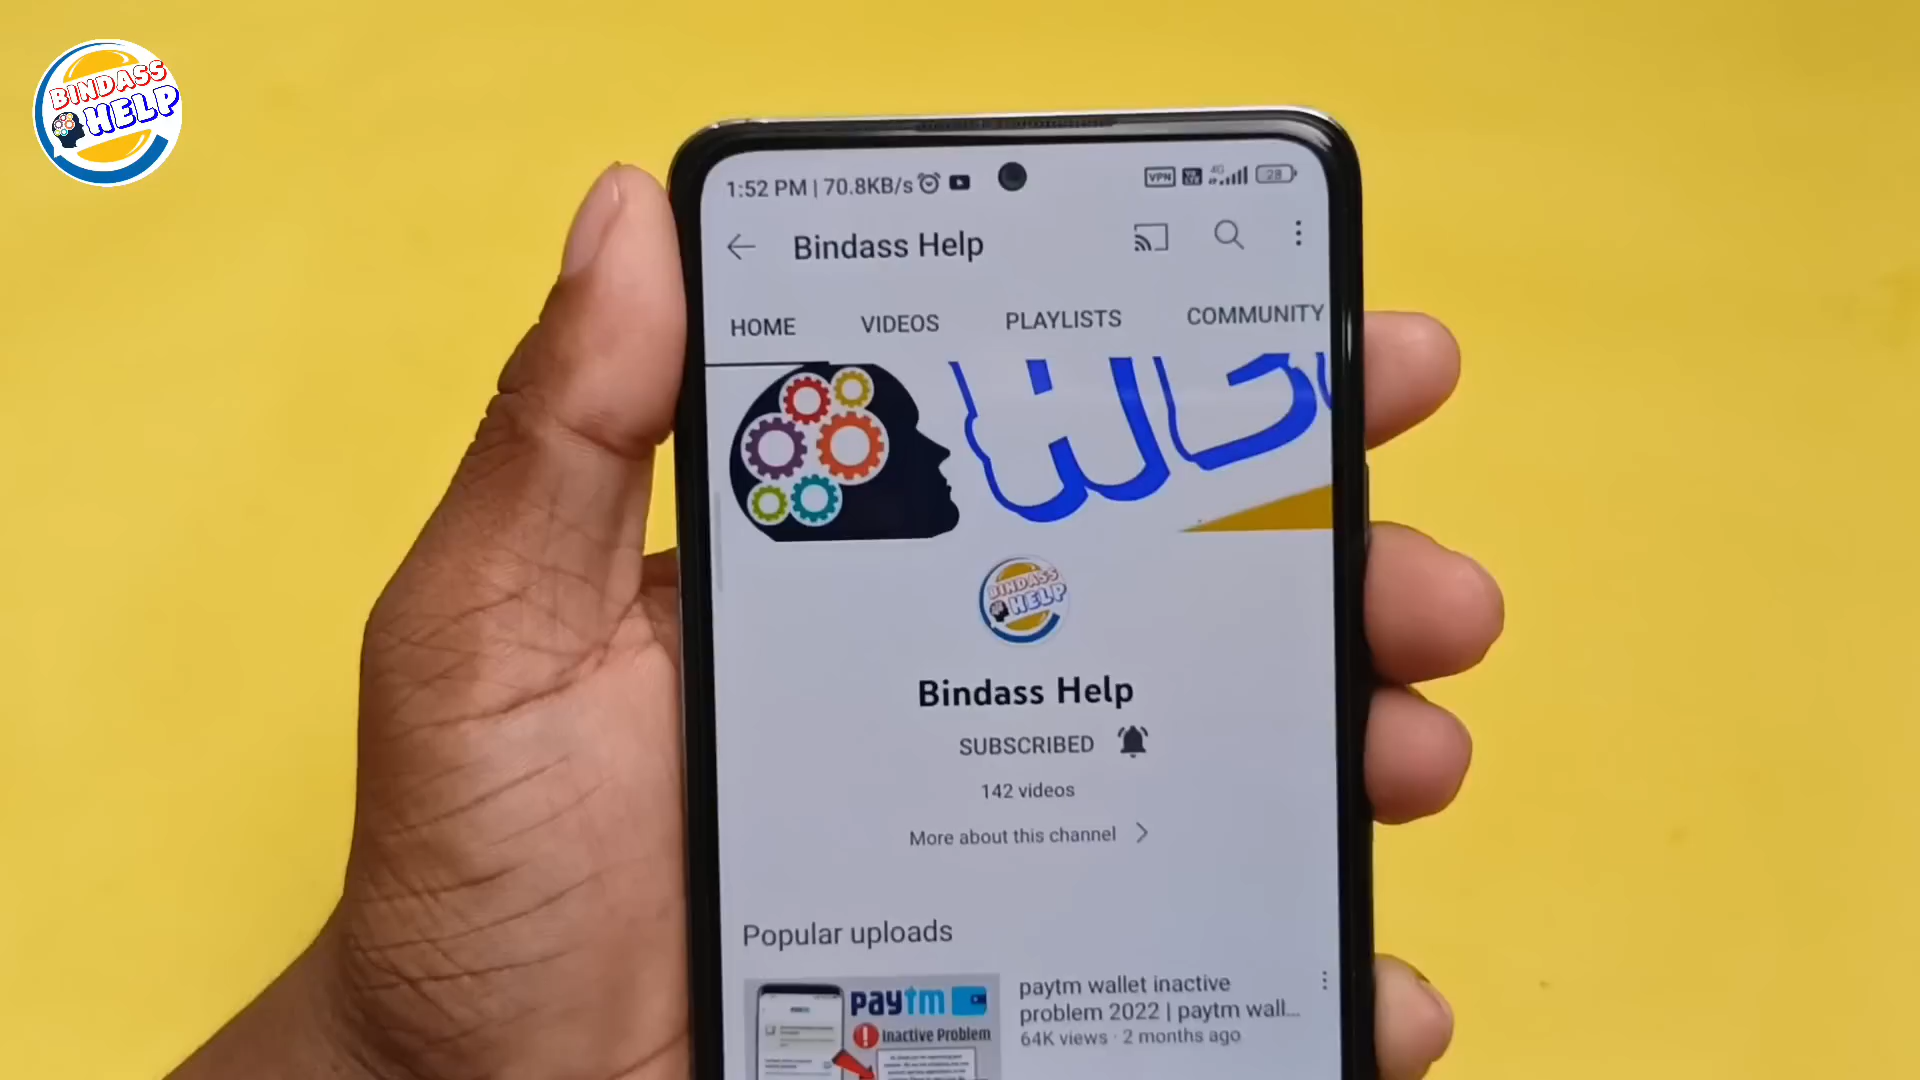 BINDASS
HELP
1:52 PM | 70.8KB/s
VPN
4G
28
Bindass Help
HOME
VIDEOS
PLAYLISTS
COMMUNITY
BINDASS
HELP
Bindass Help
SUBSCRIBED
142 videos
More about this channel
Popular uploads
paytm
Inactive Problem
paytm wallet inactive
problem 2022 | paytm wall...
64K views · 2 months ago